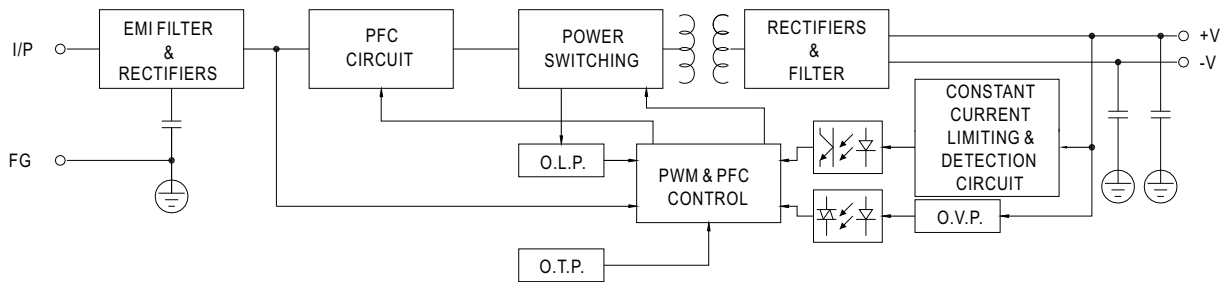 I/P
EMI FILTER
&
RECTIFIERS
PFC
CIRCUIT
POWER
SWITCHING
RECTIFIERS
&
FILTER
+V
-V
CONSTANT
CURRENT
LIMITING &
DETECTION
CIRCUIT
FG
O.L.P.
PWM & PFC
CONTROL
O.V.P.
O.T.P.